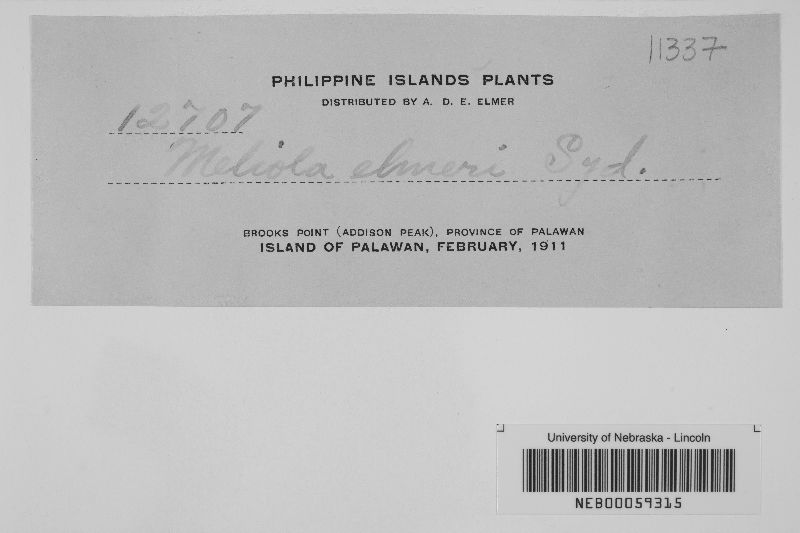 11337
PHILIPPINE ISLANDS PLANTS
DISTRIBUTED BY A. D. E. ELMER
12707
Meliola elmeri Syd.
BROOKS POINT (ADDISON PEAK), PROVINCE OF PALAWAN
ISLAND OF PALAWAN, FEBRUARY, 1911
University of Nebraska - Lincoln
NEB00059315